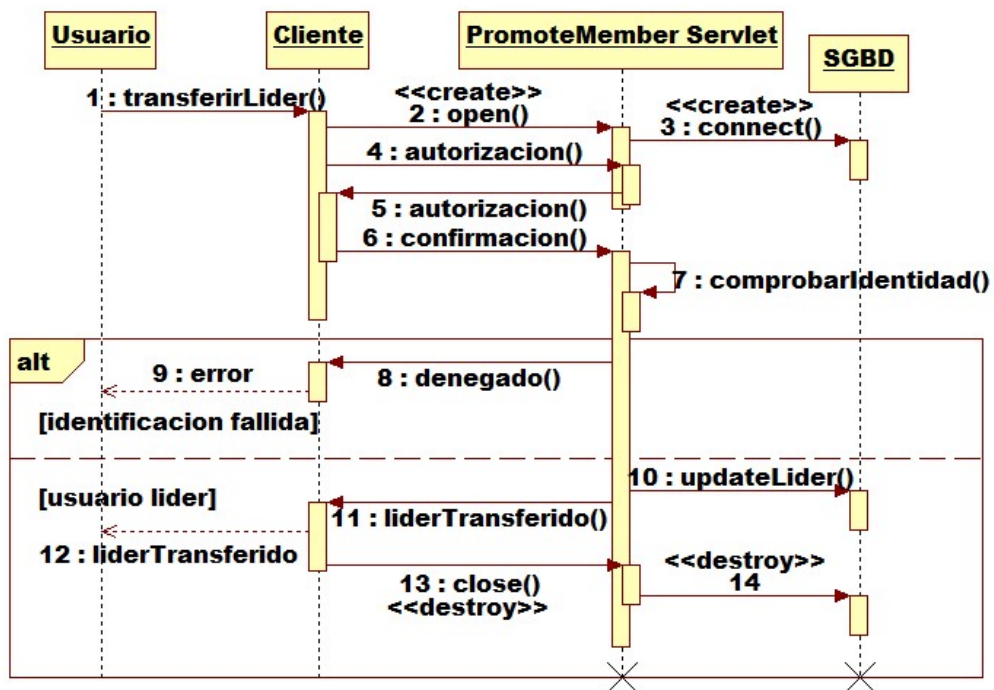 Usuario
Cliente
PromoteMember Servlet
SGBD
1 : transferirLider()
<<create>>
2 : open()
<<create>>
3 : connect()
4 : autorizacion()
5 : autorizacion()
6 : confirmacion()
7 : comprobarIdentidad()
alt
8 : denegado()
9 : error
[identificacion fallida]
10 : updateLider()
[usuario lider]
11 : liderTransferido()
12 : liderTransferido
13 : close()
<<destroy>>
<<destroy>>
14